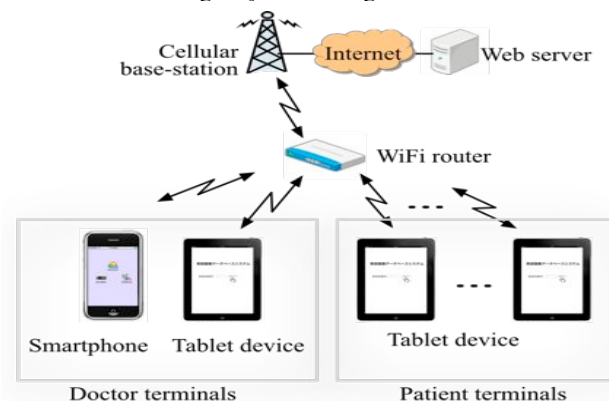 Cellular
base-station
Internet
Web server
WiFi router
Smartphone
Tablet device
Tablet device
Doctor terminals
Patient terminals